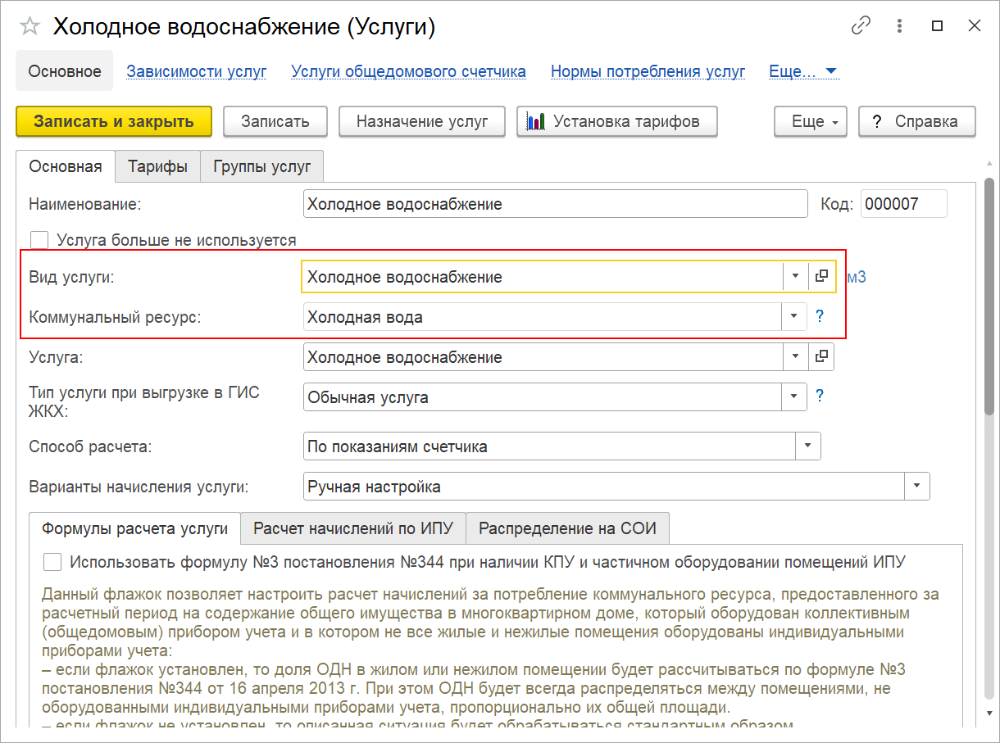 Холодное водоснабжение (Услуги)
Основное Зависимости услуг Услуги общедомового счетчика Нормы потребления услуг Еще...
Записать и закрыть Записать Назначение услуг Установка тарифов Еще ? Справка
Основная Тарифы Группы услуг
Наименование: Холодное водоснабжение Код: 000007
Услуга больше не используется
Вид услуги: Холодное водоснабжение м3
Коммунальный ресурс: Холодная вода ?
Услуга: Холодное водоснабжение
Тип услуги при выгрузке в ГИС
ЖКХ: Обычная услуга ?
Способ расчета: По показаниям счетчика
Варианты начисления услуги: Ручная настройка
Формулы расчета услуги Расчет начислений по ИПУ Распределение на СОИ
Использовать формулу №3 постановления №344 при наличии КПУ и частичном оборудовании помещений ИПУ
Данный флажок позволяет настроить расчет начислений за потребление коммунального ресурса, предоставленного за
расчетный период на содержание общего имущества в многоквартирном доме, который оборудован коллективным
(общедомовым) прибором учета и в котором не все жилые и нежилые помещения оборудованы индивидуальными
приборами учета:
– если флажок установлен, то доля ОДН в жилом или нежилом помещении будет рассчитываться по формуле №3
постановления №344 от 16 апреля 2013 г. При этом ОДН будет всегда распределяться между помещениями, не
оборудованными индивидуальными приборами учета, пропорционально их общей площади.
– если флажок не установлен, то описанная ситуация будет обрабатываться стандартным образом.